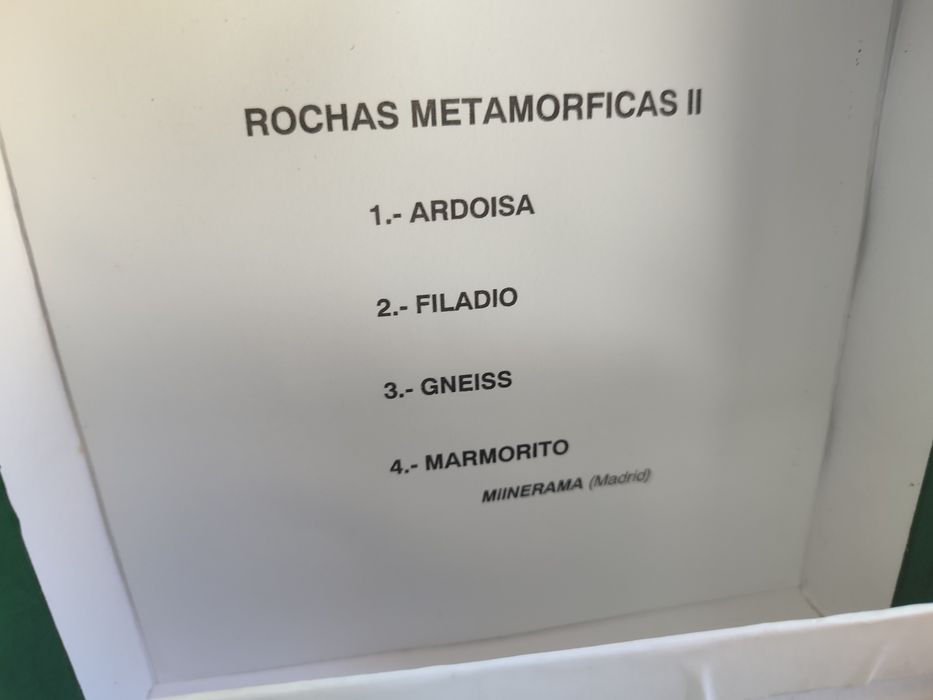 ROCHAS METAMORFICAS II
1.- ARDOISA
2.- FILADIO
3.- GNEISS
4.- MARMORITO
MIINERAMA (Madrid)